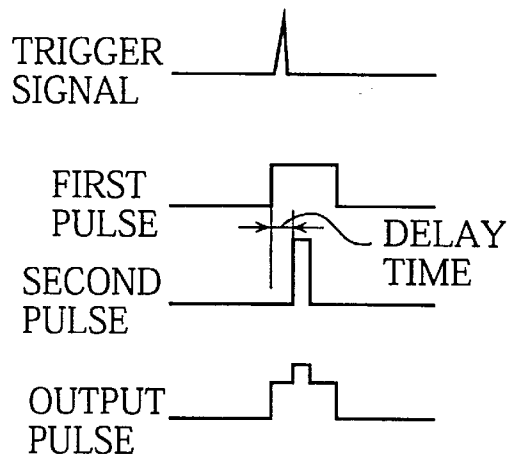 TRIGGER
SIGNAL
FIRST
PULSE
DELAY
TIME
SECOND
PULSE
OUTPUT
PULSE